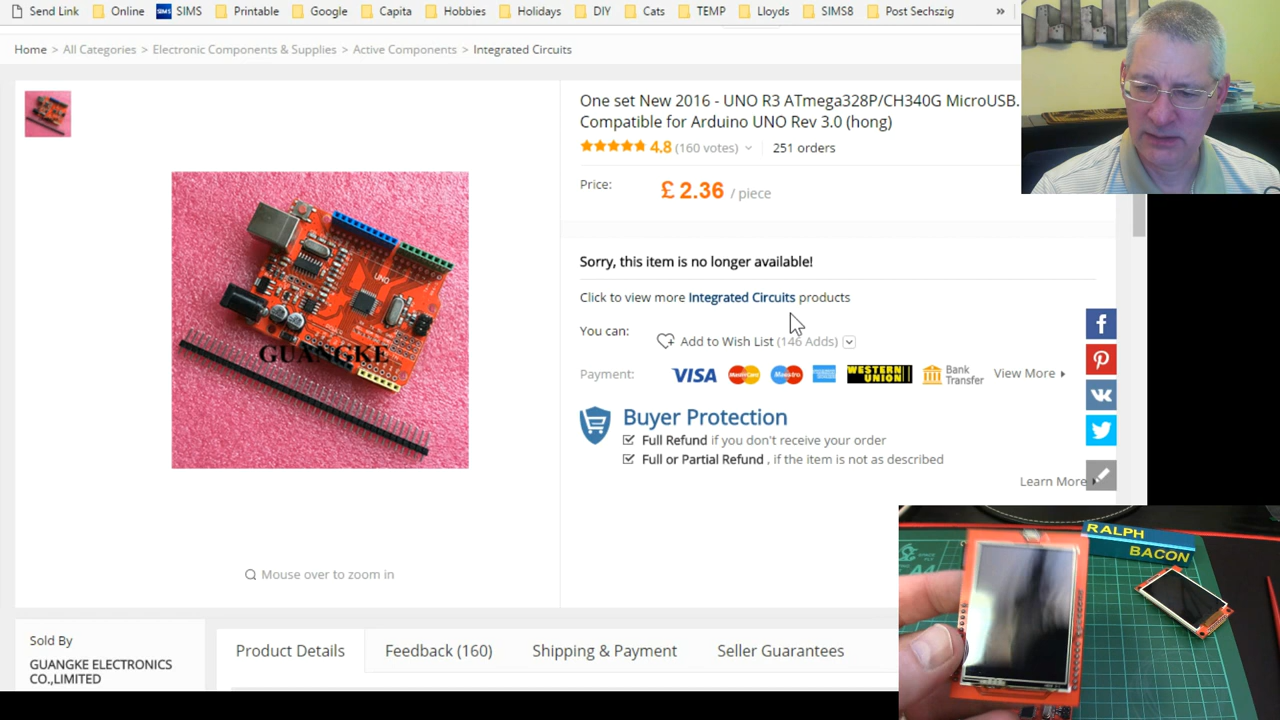 Send Link Online SIMS Printable Google Capita Hobbies Holidays DIY Cats TEMP Lloyds SIMS8 Post Sechszig »
Home > All Categories > Electronic Components & Supplies > Active Components > Integrated Circuits
One set New 2016 - UNO R3 ATmega328P/CH340G MicroUSB.
Compatible for Arduino UNO Rev 3.0 (hong)
4.8 (160 votes) 251 orders
Price: £ 2.36 / piece
Sorry, this item is no longer available!
Click to view more Integrated Circuits products
You can: Add to Wish List (146 Adds)
Payment: VISA MasterCard Maestro WESTERN UNION Bank Transfer View More
Buyer Protection
Full Refund if you don't receive your order
Full or Partial Refund , if the item is not as described
Learn More
UNO
GUANGKE
Mouse over to zoom in
Sold By
GUANGKE ELECTRONICS
CO.,LIMITED
Product Details Feedback (160) Shipping & Payment Seller Guarantees
RALPH
BACON
A4